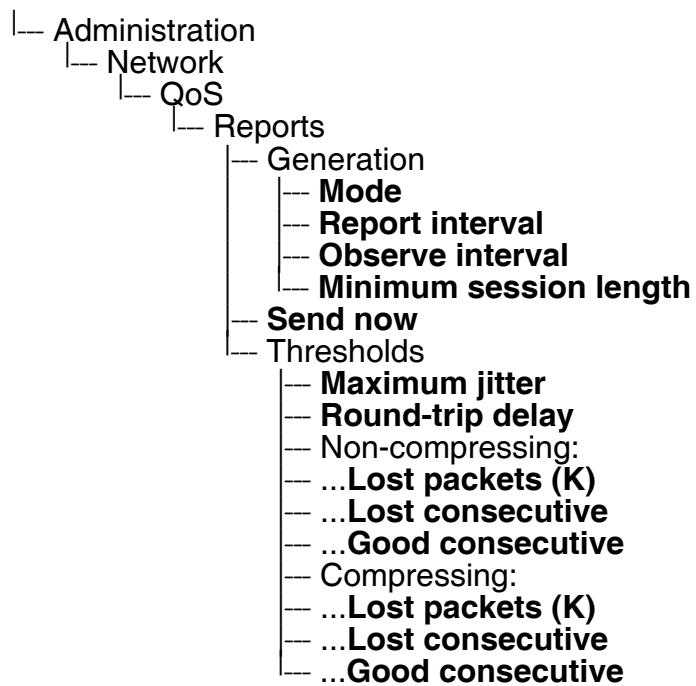 |--- Administration
|--- Network
|--- QoS
|--- Reports
|--- Generation
|--- Mode
|--- Report interval
|--- Observe interval
|--- Minimum session length
|--- Send now
|--- Thresholds
|--- Maximum jitter
|--- Round-trip delay
|--- Non-compressing:
|--- ...Lost packets (K)
|--- ...Lost consecutive
|--- ...Good consecutive
|--- Compressing:
|--- ...Lost packets (K)
|--- ...Lost consecutive
|--- ...Good consecutive